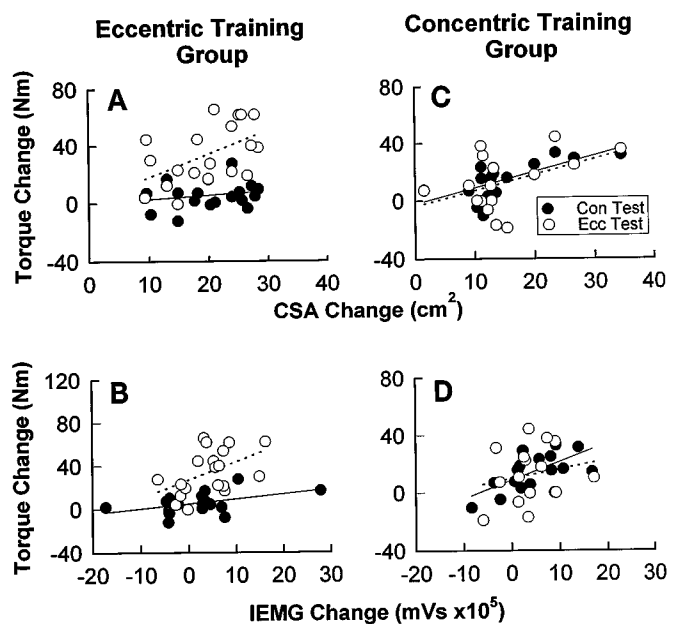 Eccentric Training
Group
Concentric Training
Group
Torque Change (Nm)
80
40
0
-40
A
0 10 20 30 40
80
40
0
-40
C
Con Test
Ecc Test
0 10 20 30 40
CSA Change (cm²)
Torque Change (Nm)
120
80
40
0
-40
B
-20 -10 0 10 20 30
80
40
0
-40
D
-20 -10 0 10 20 30
IEMG Change (mVs x10⁵)